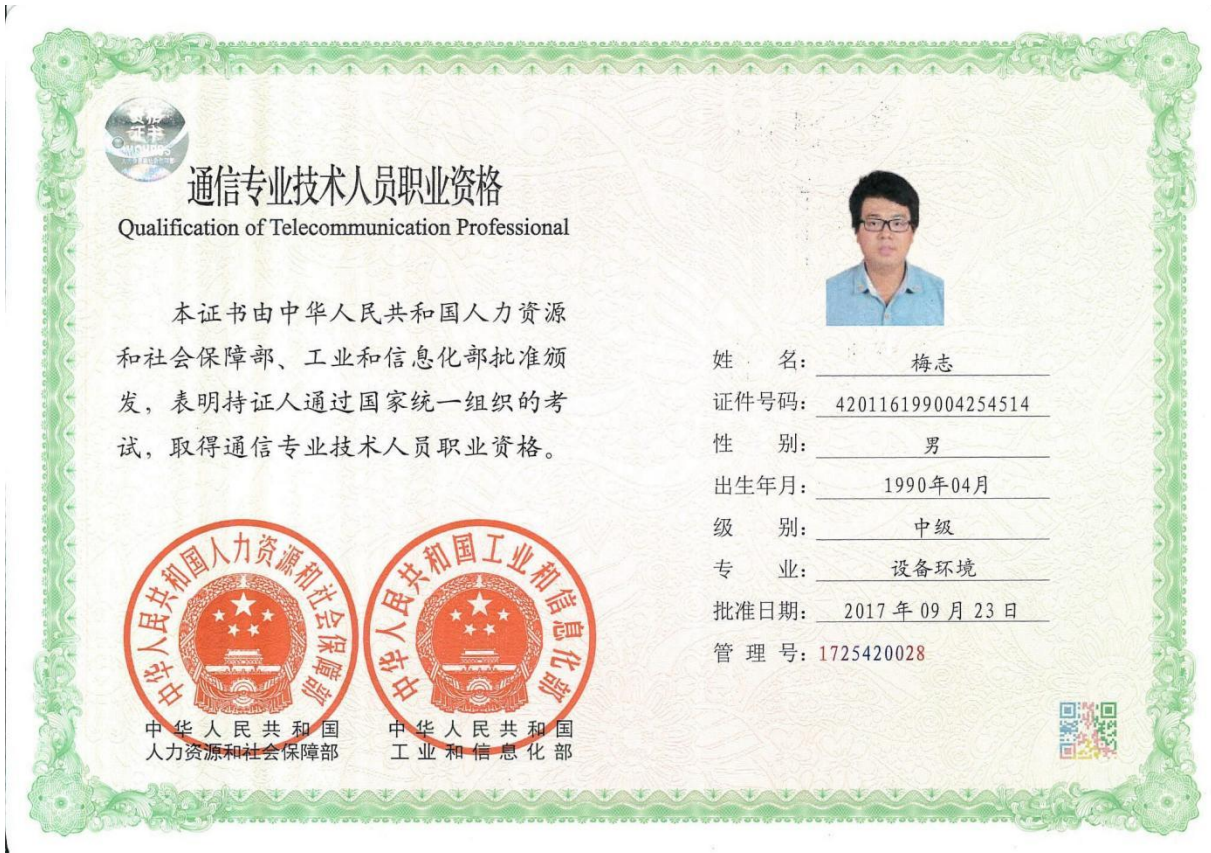 资格
证书
MOHRSS
通信专业技术人员职业资格
Qualification of Telecommunication Professional
本证书由中华人民共和国人力资源
和社会保障部、工业和信息化部批准颁
发，表明持证人通过国家统一组织的考
试，取得通信专业技术人员职业资格。
中华人民共和国人力资源和社会保障部
中华人民共和国
人力资源和社会保障部
中华人民共和国工业和信息化部
中华人民共和国
工业和信息化部
姓 名： 梅志
证件号码： 420116199004254514
性 别： 男
出生年月： 1990年04月
级 别： 中级
专 业： 设备环境
批准日期： 2017 年 09 月 23 日
管 理 号：1725420028